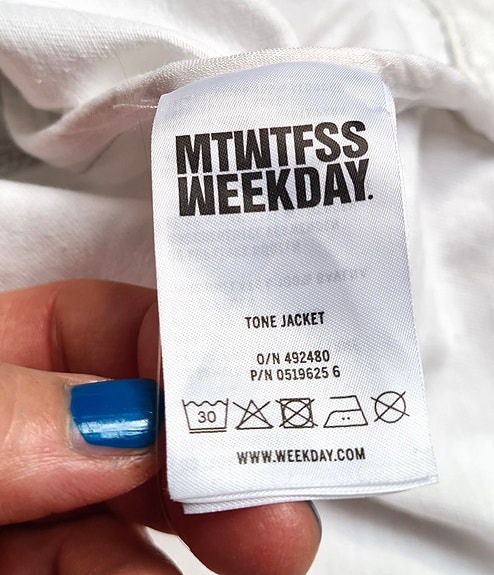 MTWTFSS
WEEKDAY.
TONE JACKET
O/N 492480
P/N 0519625 6
30
WWW.WEEKDAY.COM